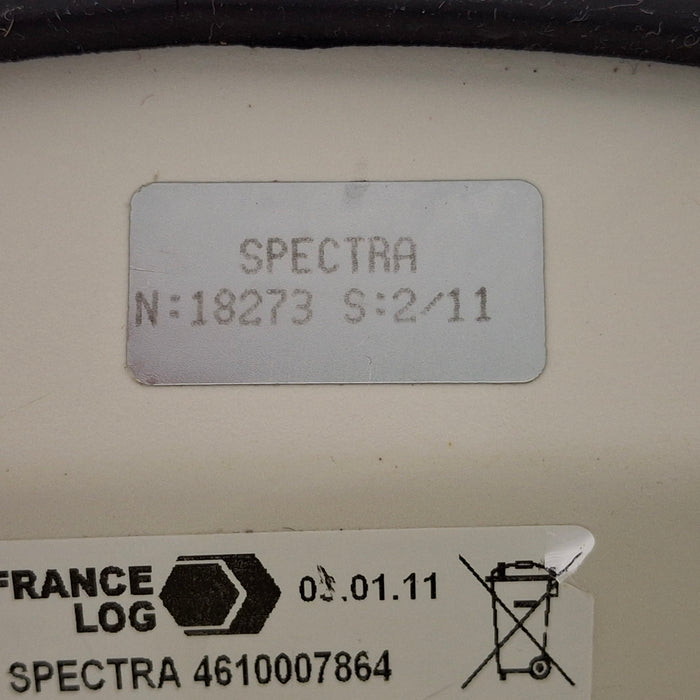 SPECTRA
N:18273 S:2/11
FRANCE
LOG
SPECTRA 4610007864